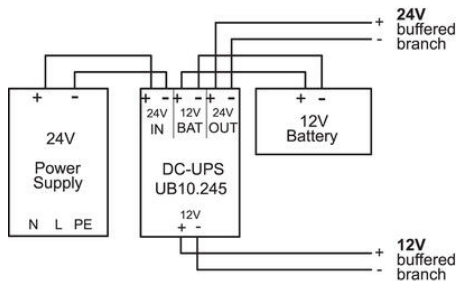 + 24V
- buffered
branch
+ -
24V
Power
Supply
N L PE
+ - + - + -
24V 12V 24V
IN BAT OUT
DC-UPS
UB10.245
12V
+ -
+ -
12V
Battery
+ 12V
buffered
- branch